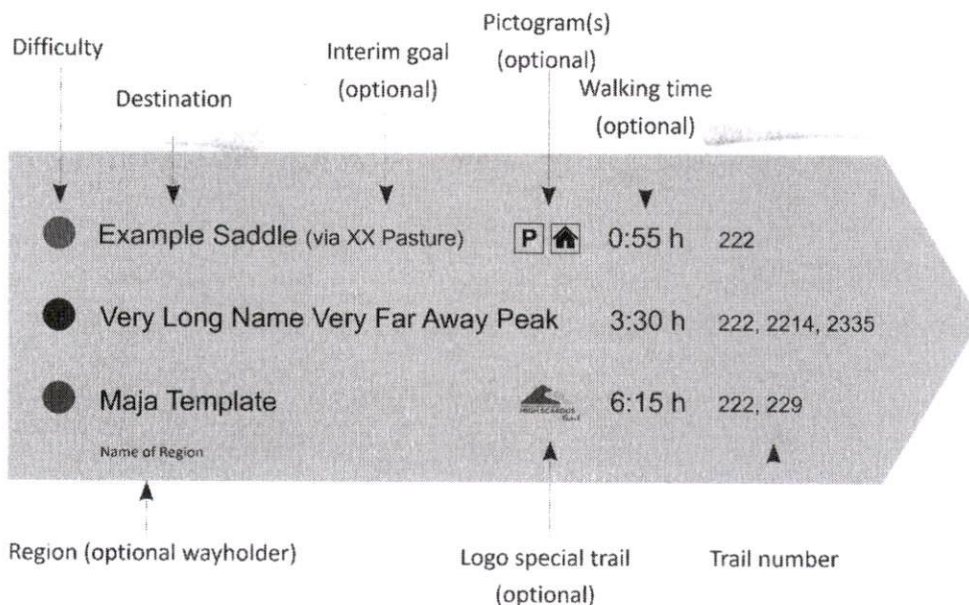 Pictogram(s)
(optional)
Difficulty
Interim goal
(optional)
Walking time
(optional)
Destination
Example Saddle (via XX Pasture) P 0:55 h 222
Very Long Name Very Far Away Peak 3:30 h 222, 2214, 2335
Maja Template HIGH SCARDUS 6:15 h 222, 229
Name of Region
Region (optional wayholder)
Logo special trail
(optional)
Trail number